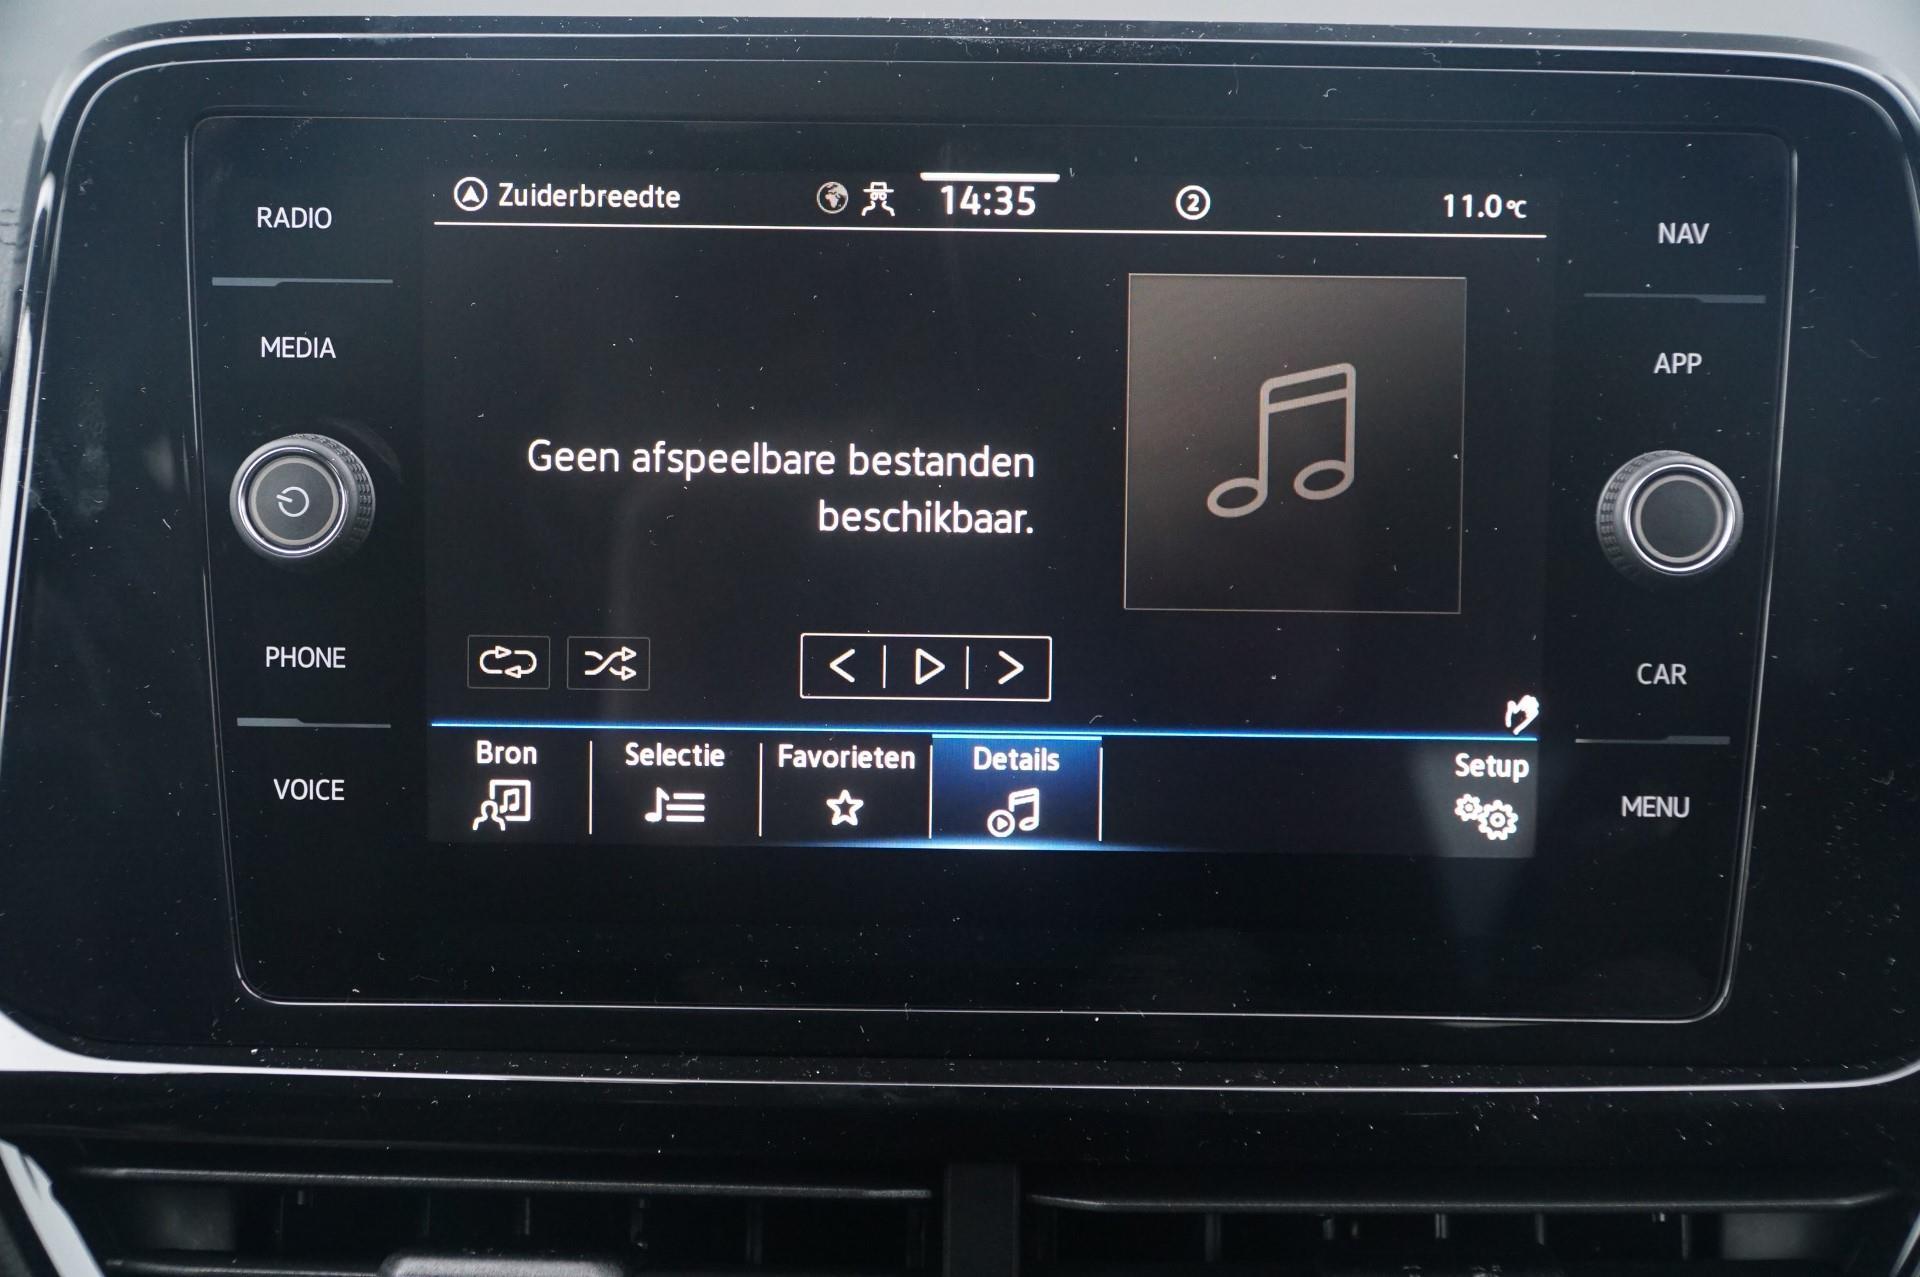 Zuiderbreedte 14:35 2 11.0°C
RADIO
NAV
MEDIA
APP
Geen afspeelbare bestanden
beschikbaar.
PHONE
CAR
Bron Selectie Favorieten Details Setup
VOICE
MENU